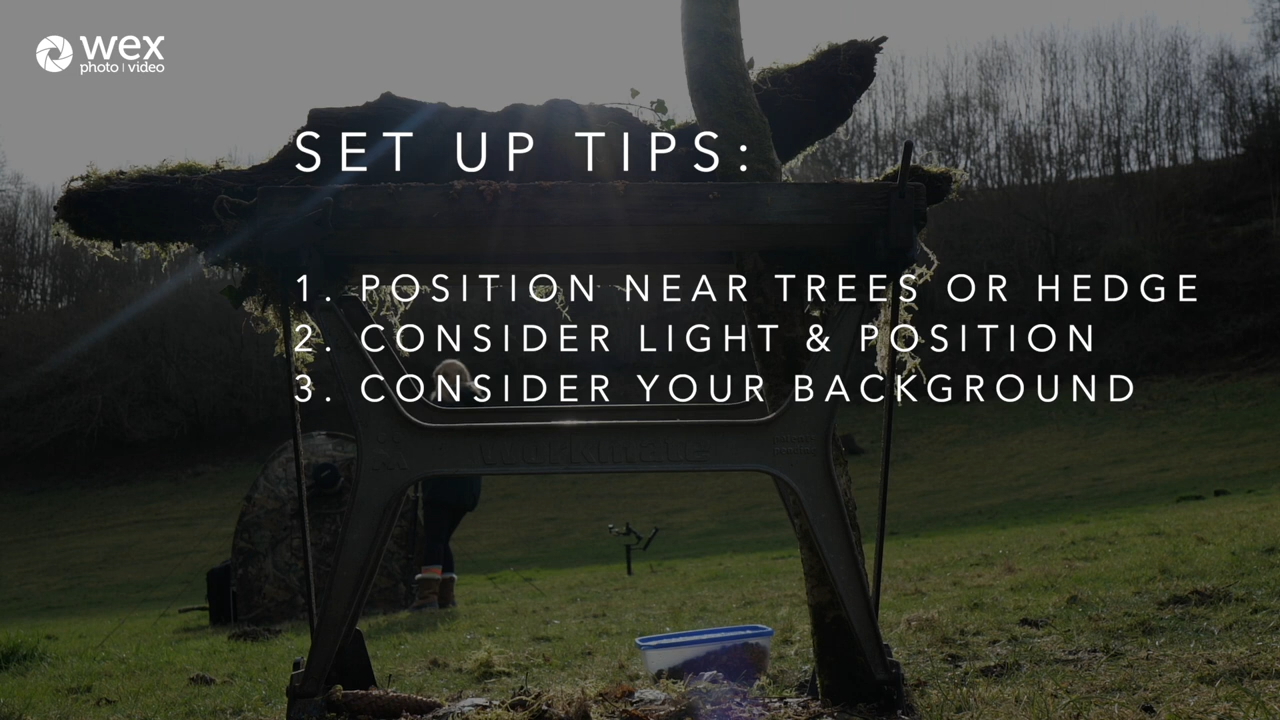 wex
photo | video
SET UP TIPS:
1. POSITION NEAR TREES OR HEDGE
2. CONSIDER LIGHT & POSITION
3. CONSIDER YOUR BACKGROUND
workmate